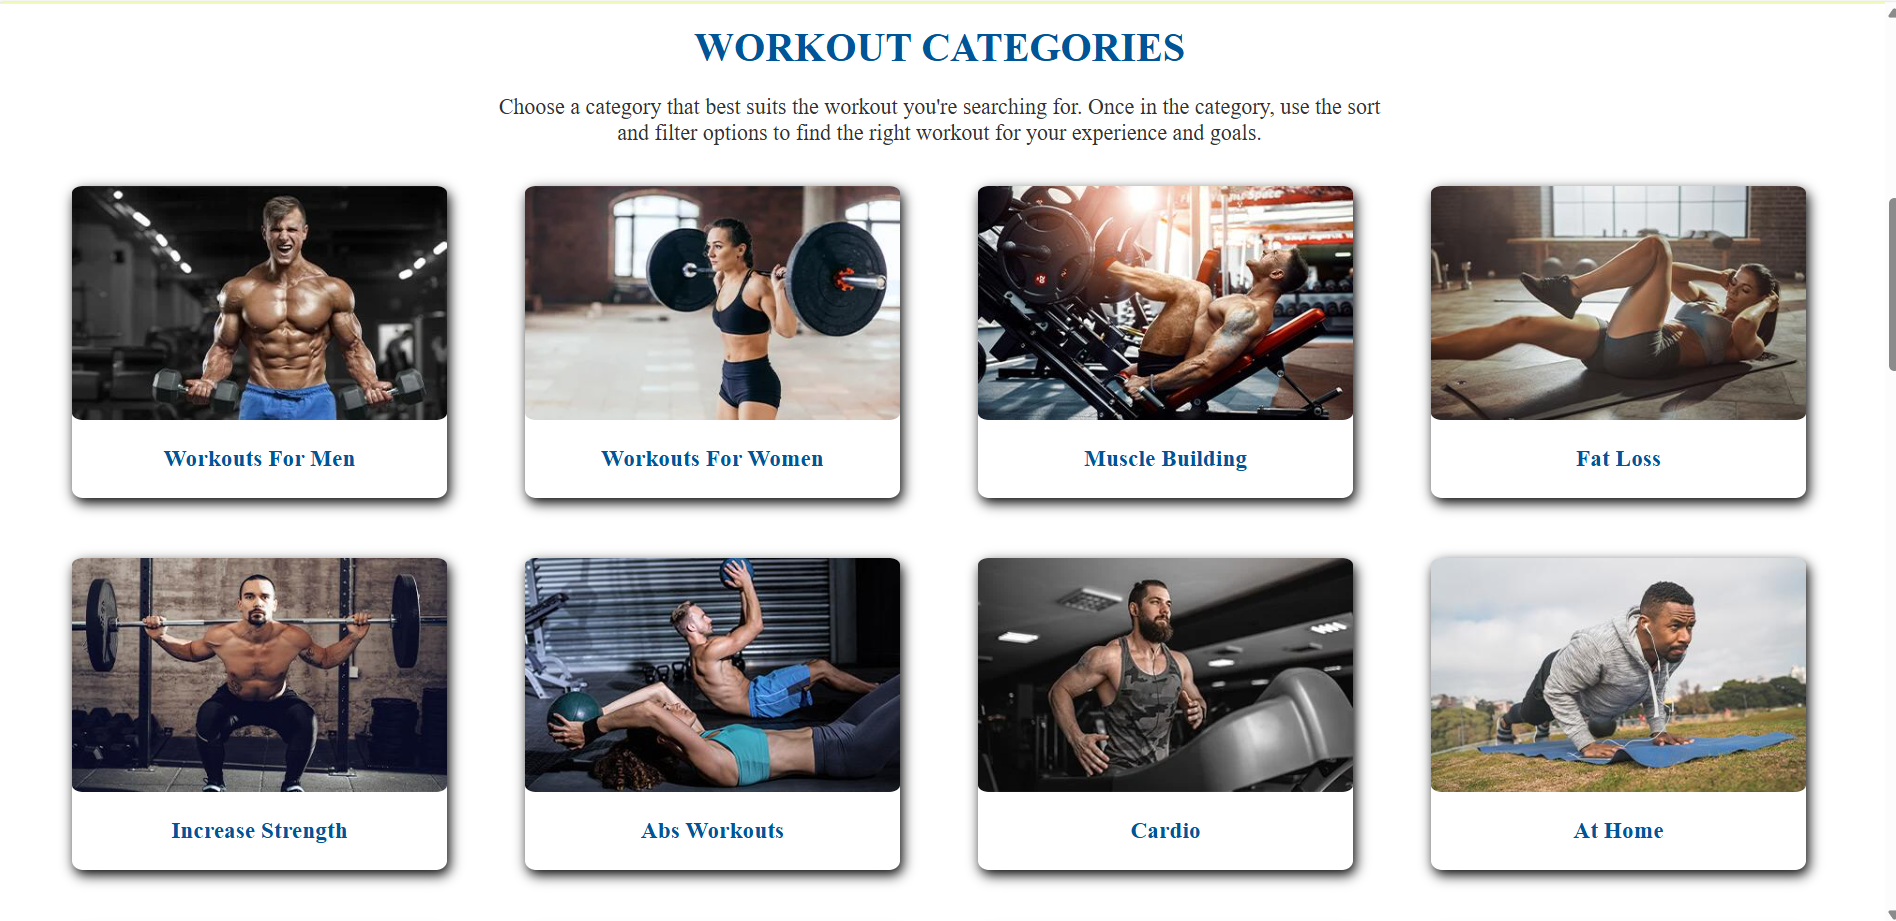 WORKOUT CATEGORIES
Choose a category that best suits the workout you're searching for. Once in the category, use the sort
and filter options to find the right workout for your experience and goals.
Workouts For Men
Workouts For Women
Muscle Building
Fat Loss
Increase Strength
Abs Workouts
Cardio
At Home